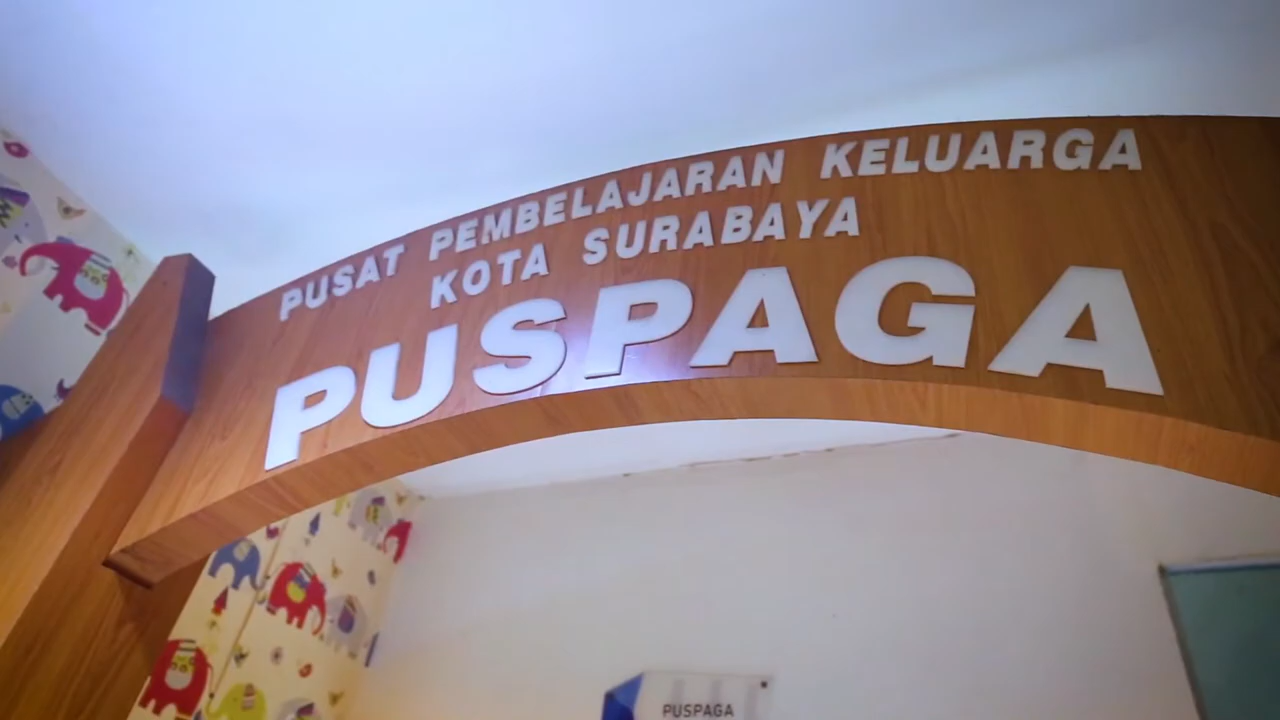 PUSAT PEMBELAJARAN KELUARGA
KOTA SURABAYA
PUSPAGA
PUSPAGA